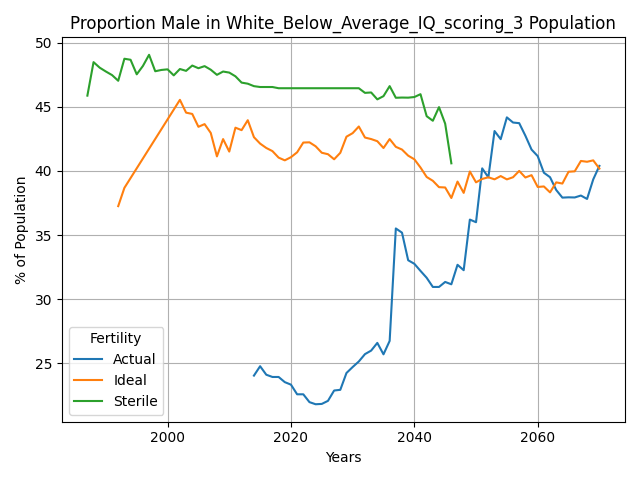 Proportion Male in White_Below_Average_IQ_scoring_3 Population
50
45
40
35
30
25
% of Population
Fertility
Actual
Ideal
Sterile
2000 2020 2040 2060
Years